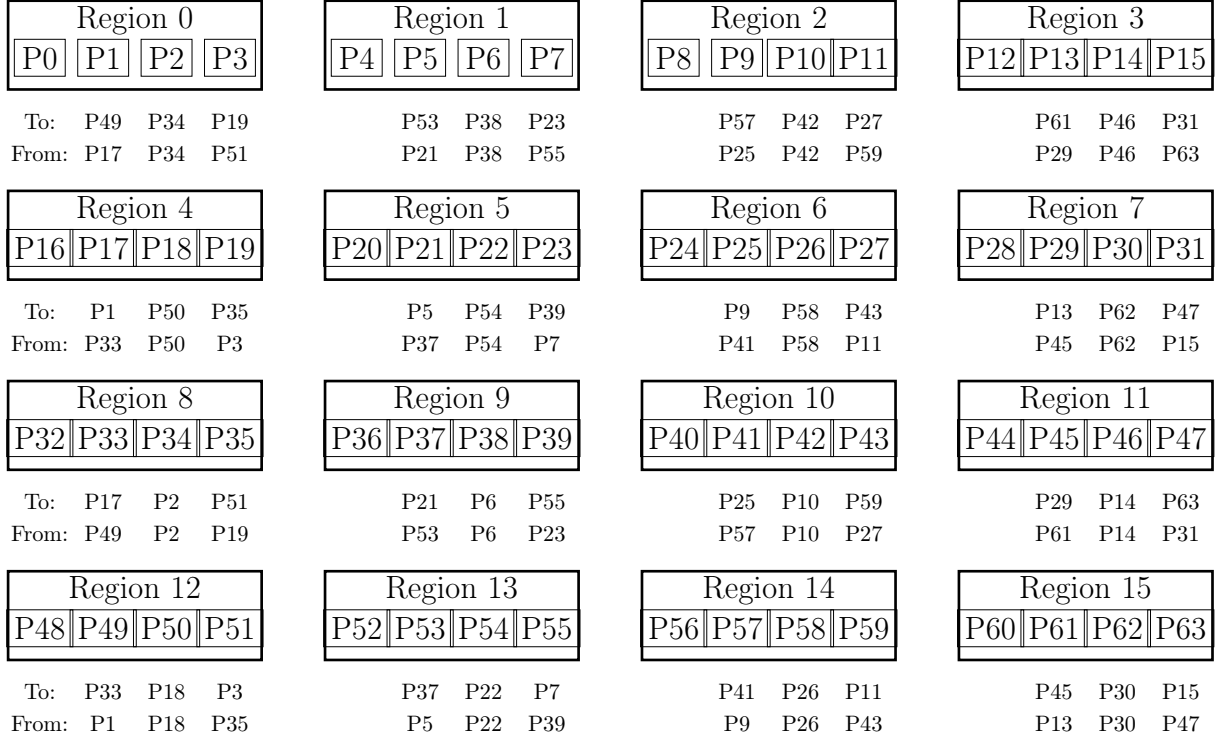 Region 0 Region 1 Region 2 Region 3
P0 P1 P2 P3 P4 P5 P6 P7 P8 P9 P10 P11 P12 P13 P14 P15
To: P49 P34 P19 P53 P38 P23 P57 P42 P27 P61 P46 P31
From: P17 P34 P51 P21 P38 P55 P25 P42 P59 P29 P46 P63
Region 4 Region 5 Region 6 Region 7
P16 P17 P18 P19 P20 P21 P22 P23 P24 P25 P26 P27 P28 P29 P30 P31
To: P1 P50 P35 P5 P54 P39 P9 P58 P43 P13 P62 P47
From: P33 P50 P3 P37 P54 P7 P41 P58 P11 P45 P62 P15
Region 8 Region 9 Region 10 Region 11
P32 P33 P34 P35 P36 P37 P38 P39 P40 P41 P42 P43 P44 P45 P46 P47
To: P17 P2 P51 P21 P6 P55 P25 P10 P59 P29 P14 P63
From: P49 P2 P19 P53 P6 P23 P57 P10 P27 P61 P14 P31
Region 12 Region 13 Region 14 Region 15
P48 P49 P50 P51 P52 P53 P54 P55 P56 P57 P58 P59 P60 P61 P62 P63
To: P33 P18 P3 P37 P22 P7 P41 P26 P11 P45 P30 P15
From: P1 P18 P35 P5 P22 P39 P9 P26 P43 P13 P30 P47